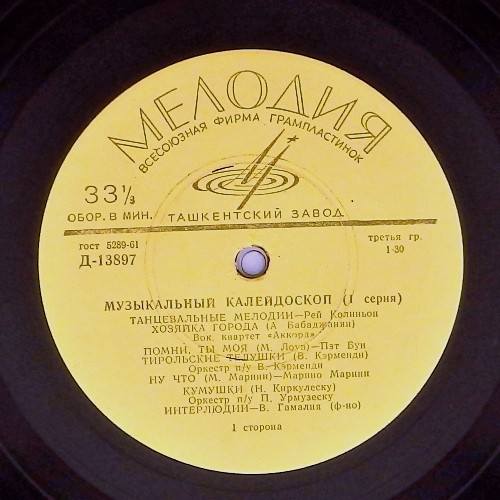 МЕЛОДИЯ
ВСЕСОЮЗНАЯ ФИРМА ГРАМПЛАСТИНОК
33⅓
ОБОР. В МИН.
ТАШКЕНТСКИЙ ЗАВОД
гост 5289-61
Д-13897
третья гр.
1-30
МУЗЫКАЛЬНЫЙ КАЛЕЙДОСКОП (1 серия)
ТАНЦЕВАЛЬНЫЕ МЕЛОДИИ—Рей Колиньон
ХОЗЯЙКА ГОРОДА (А Бабаджанян)
Вок. квартет «Аккорд»
ПОМНИ, ТЫ МОЯ (М. Лоуп)—Пэт Бун
ТИРОЛЬСКИЕ ТЕДУШКИ (В. Кэрменди)
Оркестр п/у В. Кэрменди
НУ ЧТО (М. Марини)—Марино Марини
КУМУШКИ (Н. Киркулеску)
Оркестр п/у П. Урмузеску
ИНТЕРЛЮДИИ—В. Гамалия (ф-но)
1 сторона